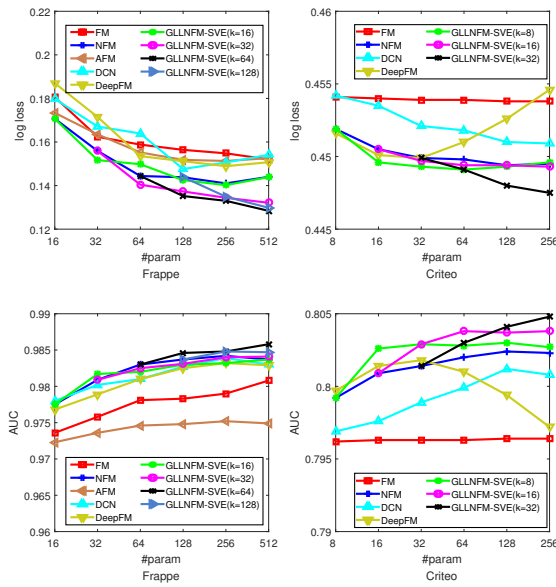 0.22
0.2
0.18
0.16
0.14
0.12
log loss
FM
NFM
AFM
DCN
DeepFM
GLLNFM-SVE(k=16)
GLLNFM-SVE(k=32)
GLLNFM-SVE(k=64)
GLLNFM-SVE(k=128)
16 32 64 128 256 512
#param
Frappe
0.46
0.455
0.45
0.445
log loss
FM
NFM
DCN
DeepFM
GLLNFM-SVE(k=8)
GLLNFM-SVE(k=16)
GLLNFM-SVE(k=32)
8 16 32 64 128 256
#param
Criteo
0.99
0.985
0.98
0.975
0.97
0.965
0.96
AUC
FM
NFM
AFM
DCN
DeepFM
GLLNFM-SVE(k=16)
GLLNFM-SVE(k=32)
GLLNFM-SVE(k=64)
GLLNFM-SVE(k=128)
16 32 64 128 256 512
#param
Frappe
0.805
0.8
0.795
0.79
AUC
FM
NFM
DCN
DeepFM
GLLNFM-SVE(k=8)
GLLNFM-SVE(k=16)
GLLNFM-SVE(k=32)
8 16 32 64 128 256
#param
Criteo